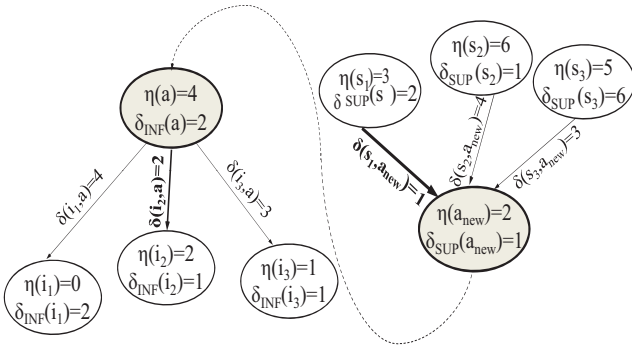 η(a)=4
δINF(a)=2
η(s1)=3
δ SUP(s )=2
η(s2)=6
δSUP(s2)=1
η(s3)=5
δSUP(s3)=6
δ(i1,a)=4
δ(i2,a)=2
δ(i3,a)=3
δ(s1,anew)=1
δ(s2,anew)=4
δ(s3,anew)=3
η(anew)=2
δSUP(anew)=1
η(i1)=0
δINF(i1)=2
η(i2)=2
δINF(i2)=1
η(i3)=1
δINF(i3)=1